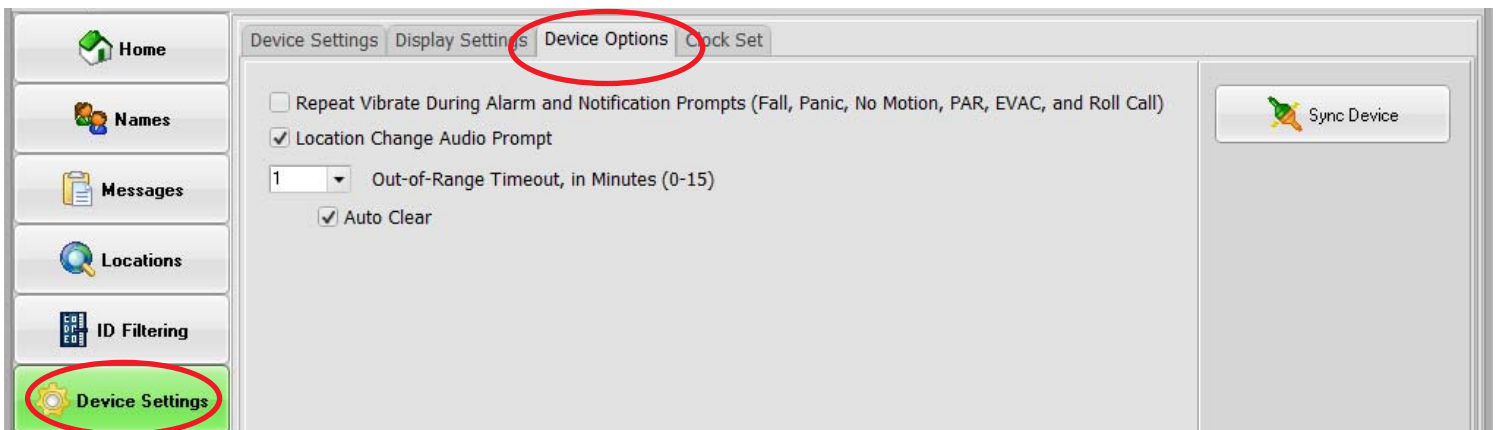 Home
Names
Messages
Locations
ID Filtering
Device Settings
Device Settings Display Settings Device Options Clock Set
Repeat Vibrate During Alarm and Notification Prompts (Fall, Panic, No Motion, PAR, EVAC, and Roll Call)
Location Change Audio Prompt
1 Out-of-Range Timeout, in Minutes (0-15)
Auto Clear
Sync Device